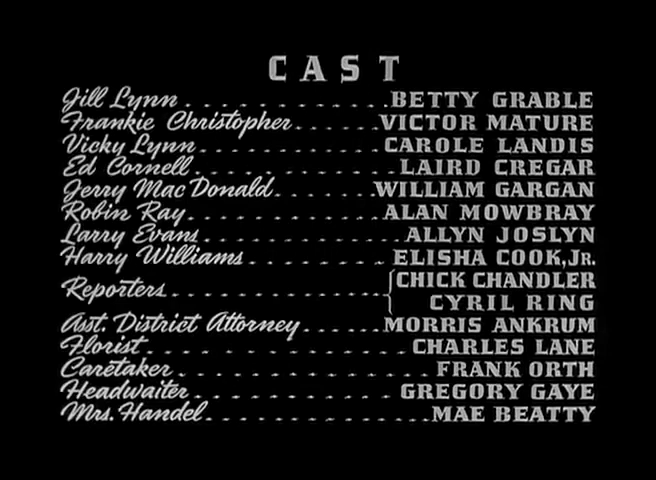 CAST
Jill Lynn . . . . . . . . . . . . . BETTY GRABLE
Frankie Christopher . . . . . . VICTOR MATURE
Vicky Lynn . . . . . . . . . . . . CAROLE LANDIS
Ed Cornell . . . . . . . . . . . . . LAIRD CREGAR
Jerry MacDonald . . . . . . . WILLIAM GARGAN
Robin Ray . . . . . . . . . . . . . ALAN MOWBRAY
Larry Evans . . . . . . . . . . . . ALLYN JOSLYN
Harry Williams . . . . . . . . . ELISHA COOK, JR.
Reporters . . . . . . . . . . . . . CHICK CHANDLER
CYRIL RING
Asst. District Attorney . . . . . MORRIS ANKRUM
Florist . . . . . . . . . . . . . . . CHARLES LANE
Caretaker . . . . . . . . . . . . . . FRANK ORTH
Headwaiter . . . . . . . . . . . . GREGORY GAYE
Mrs. Handel . . . . . . . . . . . . . MAE BEATTY